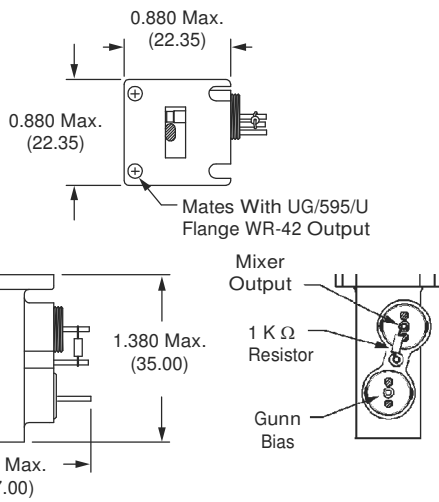 0.880 Max.
(22.35)
0.880 Max.
(22.35)
Mates With UG/595/U
Flange WR-42 Output
Mixer
Output
1.380 Max.
(35.00)
1 K Ω
Resistor
Gunn
Bias
Max.